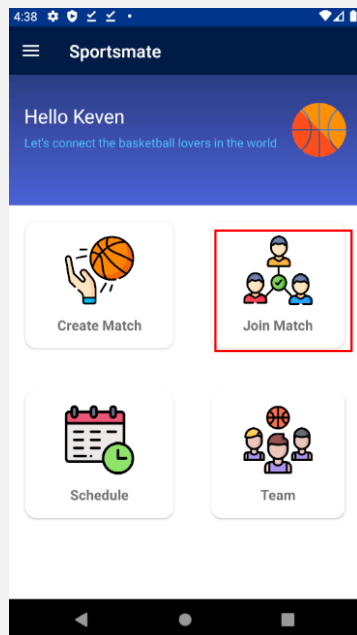 4:38
Sportsmate
Hello Keven
Let's connect the basketball lovers in the world
Create Match
Join Match
Schedule
Team